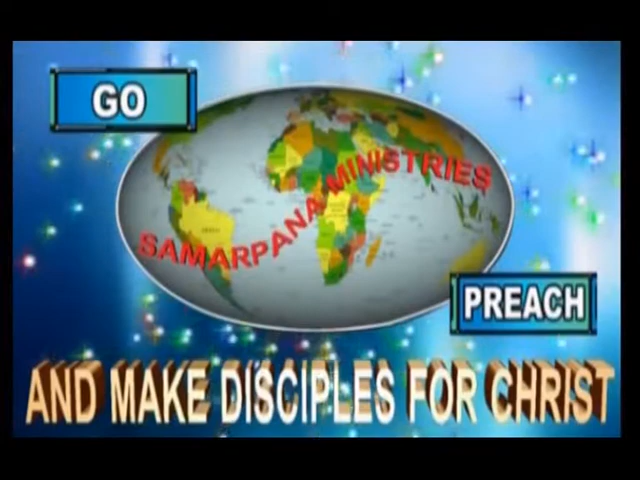 GO
SAMARPANA MINISTRIES
PREACH
AND MAKE DISCIPLES FOR CHRIST